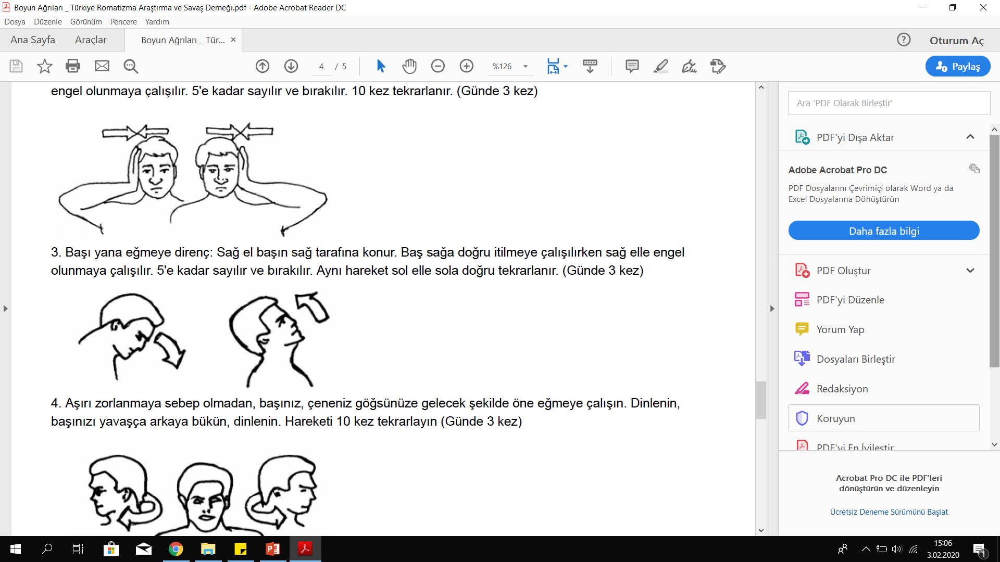 Boyun Ağrıları _ Türkiye Romatizma Araştırma ve Savaş Derneği.pdf - Adobe Acrobat Reader DC
Dosya Düzenle Görünüm Pencere Yardım
Ana Sayfa Araçlar Boyun Ağrıları _ Tür... × Oturum Aç
4 / 5 %126 Paylaş
engel olunmaya çalışılır. 5'e kadar sayılır ve bırakılır. 10 kez tekrarlanır. (Günde 3 kez)
3. Başı yana eğmeye direnç: Sağ el başın sağ tarafına konur. Baş sağa doğru itilmeye çalışılırken sağ elle engel
olunmaya çalışılır. 5'e kadar sayılır ve bırakılır. Aynı hareket sol elle sola doğru tekrarlanır. (Günde 3 kez)
4. Aşırı zorlanmaya sebep olmadan, başınız, çeneniz göğsünüze gelecek şekilde öne eğmeye çalışın. Dinlenin,
başınızı yavaşça arkaya bükün, dinlenin. Hareketi 10 kez tekrarlayın (Günde 3 kez)
Ara 'PDF Olarak Birleştir'
PDF'yi Dışa Aktar
Adobe Acrobat Pro DC
PDF Dosyalarını Çevrimiçi olarak Word ya da
Excel Dosyalarına Dönüştürün
Daha fazla bilgi
PDF Oluştur
PDF'yi Düzenle
Yorum Yap
Dosyaları Birleştir
Redaksiyon
Koruyun
PDF'yi En İyileştir
Acrobat Pro DC ile PDF'leri
dönüştürün ve düzenleyin
Ücretsiz Deneme Sürümünü Başlat
15:06
3.02.2020
1